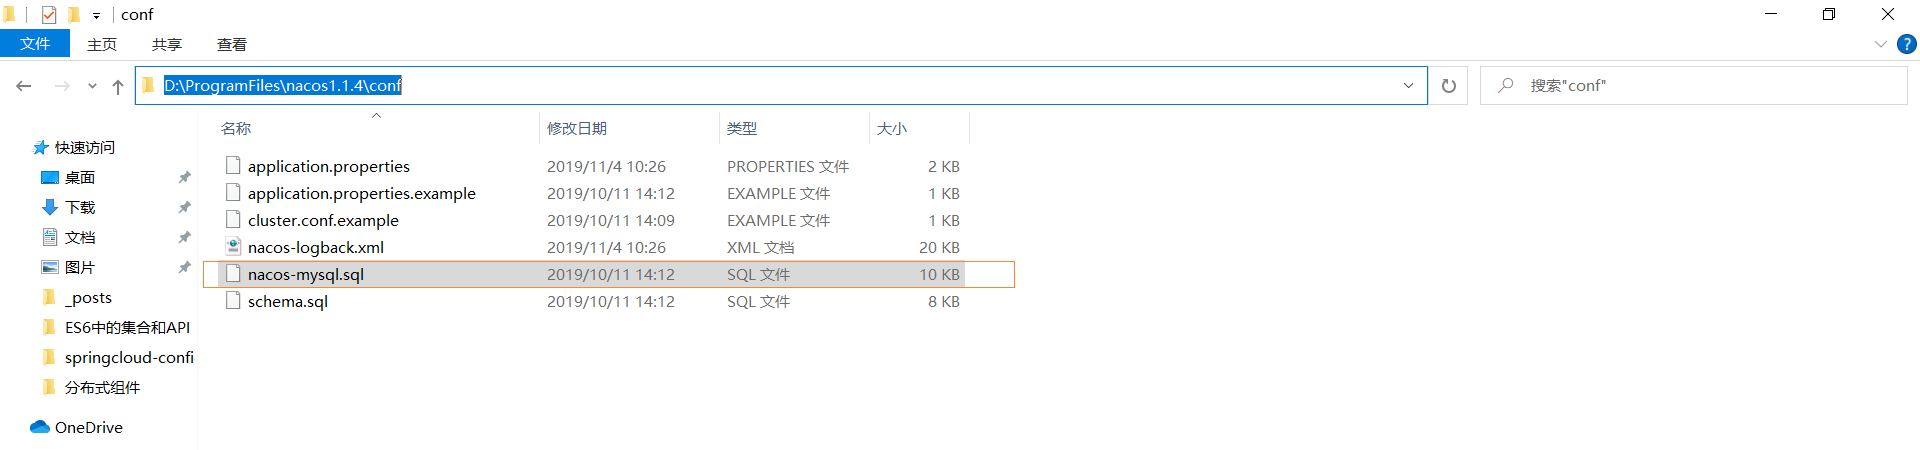 conf
文件 主页 共享 查看
D:\ProgramFiles\nacos1.1.4\conf
搜索"conf"
名称 修改日期 类型 大小
快速访问
桌面
下载
文档
图片
_posts
ES6中的集合和API
springcloud-confi
分布式组件
OneDrive
application.properties 2019/11/4 10:26 PROPERTIES 文件 2 KB
application.properties.example 2019/10/11 14:12 EXAMPLE 文件 1 KB
cluster.conf.example 2019/10/11 14:09 EXAMPLE 文件 1 KB
nacos-logback.xml 2019/11/4 10:26 XML 文档 20 KB
nacos-mysql.sql 2019/10/11 14:12 SQL 文件 10 KB
schema.sql 2019/10/11 14:12 SQL 文件 8 KB